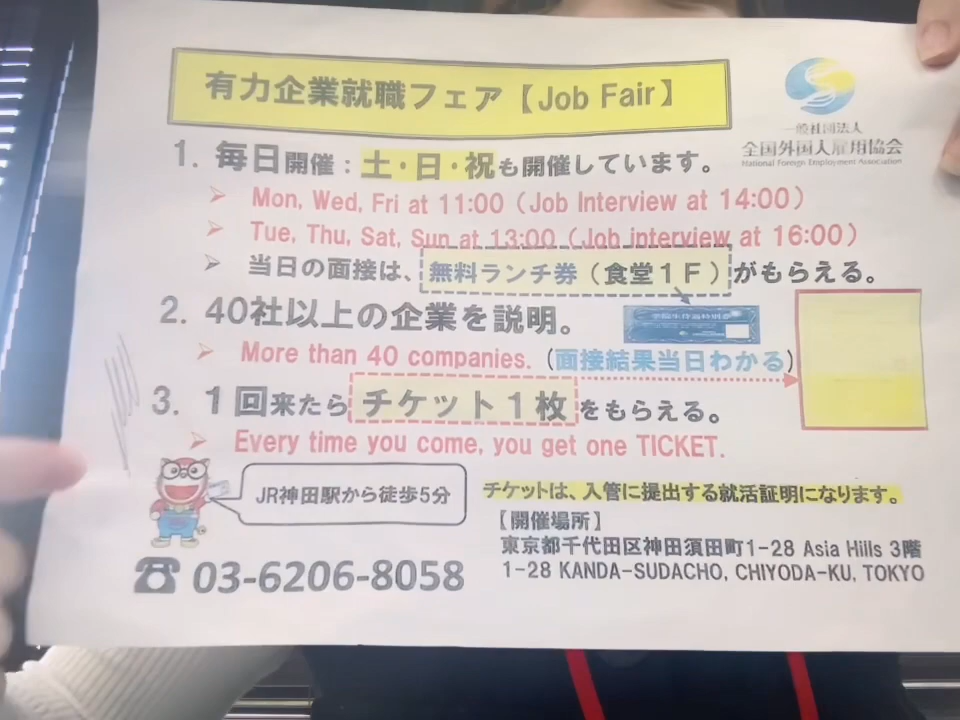 有力企業就職フェア【Job Fair】
一般社団法人
全国外国人雇用協会
National Foreign Employment Association
1. 毎日開催：土・日・祝も開催しています。
➢ Mon, Wed, Fri at 11:00（Job Interview at 14:00）
➢ Tue, Thu, Sat, Sun at 13:00（Job interview at 16:00）
➢ 当日の面接は、無料ランチ券（食堂１F）がもらえる。
2. 40社以上の企業を説明。
➢ More than 40 companies.（面接結果当日わかる）
3. １回来たらチケット１枚をもらえる。
➢ Every time you come, you get one TICKET.
JR神田駅から徒歩5分
チケットは、入管に提出する就活証明になります。
【開催場所】
東京都千代田区神田須田町1-28 Asia Hills 3階
1-28 KANDA-SUDACHO, CHIYODA-KU, TOKYO
☎ 03-6206-8058